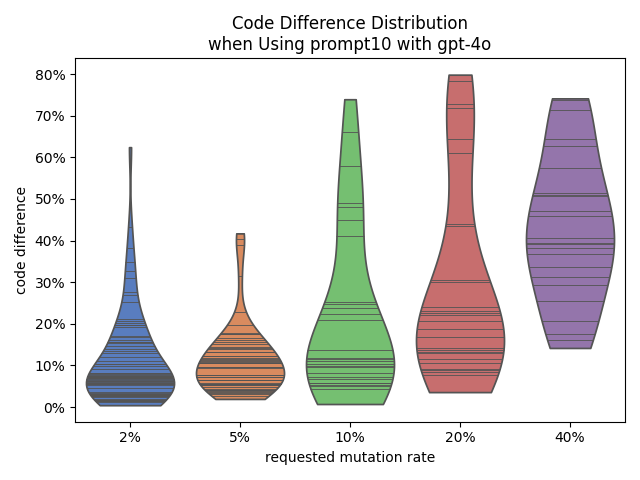 Code Difference Distribution
when Using prompt10 with gpt-4o
80%
70%
60%
50%
40%
30%
20%
10%
0%
code difference
2% 5% 10% 20% 40%
requested mutation rate